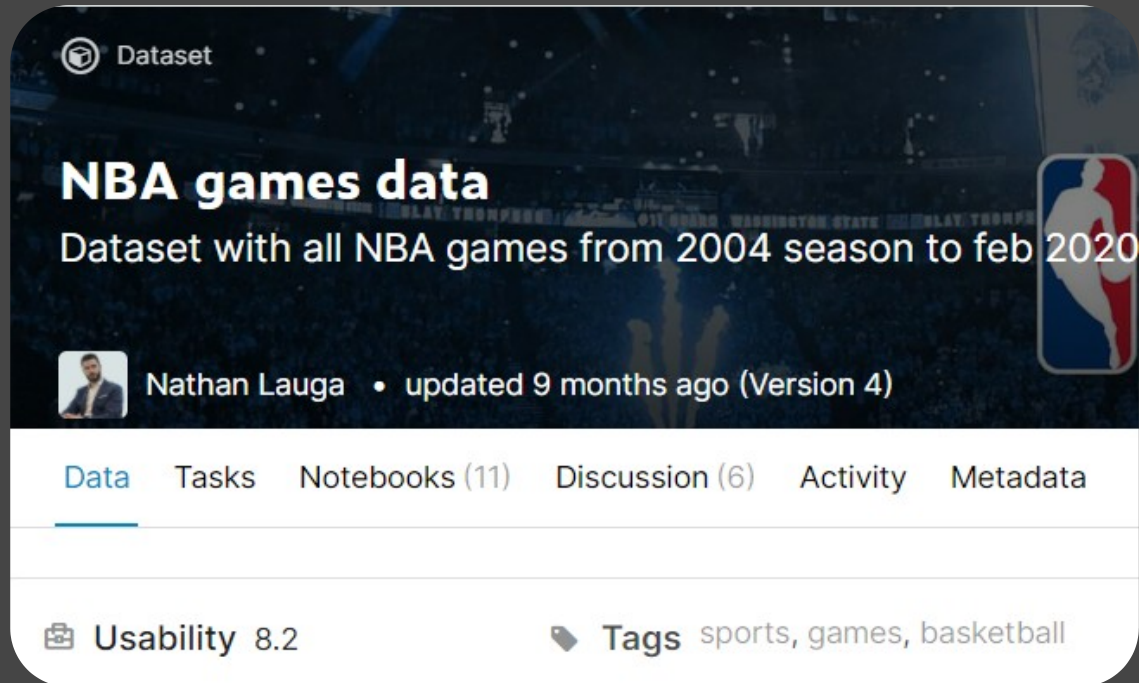 Dataset
NBA games data
Dataset with all NBA games from 2004 season to feb 2020
Nathan Lauga • updated 9 months ago (Version 4)
Data Tasks Notebooks (11) Discussion (6) Activity Metadata
Usability 8.2 Tags sports, games, basketball